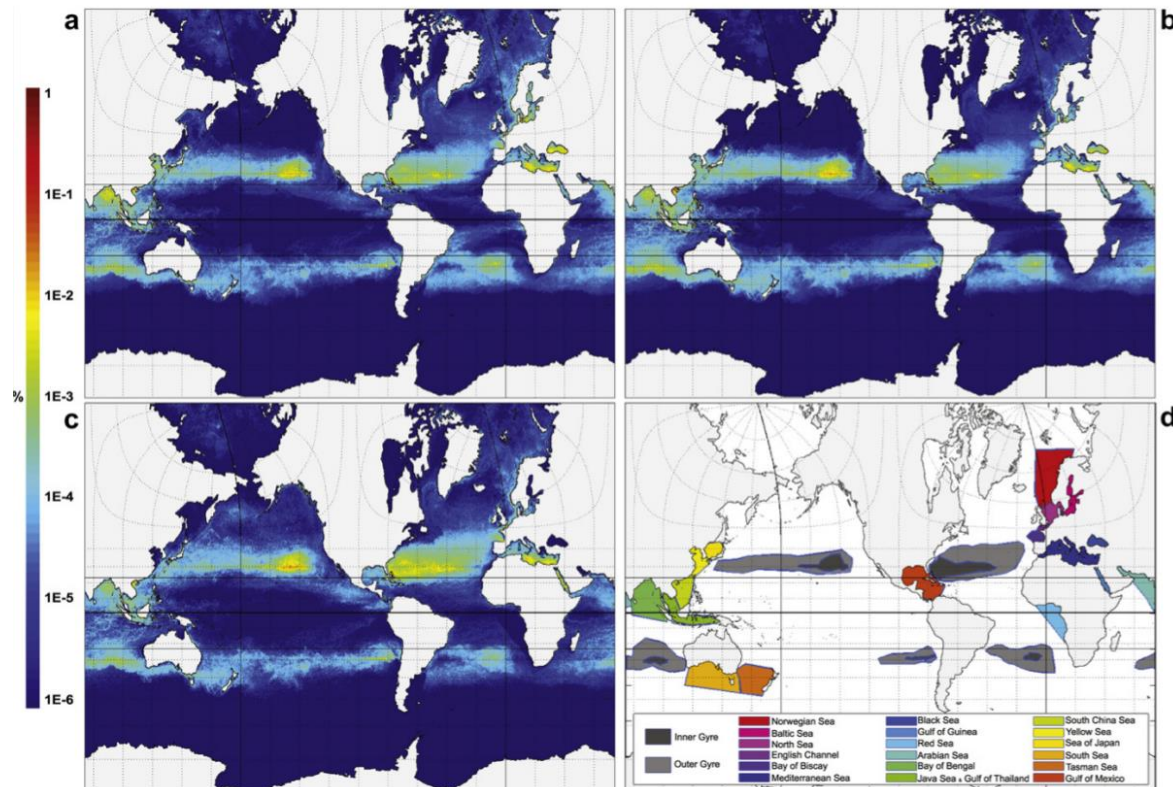 a
b
1
1E-1
1E-2
1E-3
%
1E-4
1E-5
1E-6
c
d
Inner Gyre
Outer Gyre
Norwegian Sea
Baltic Sea
North Sea
English Channel
Bay of Biscay
Mediterranean Sea
Black Sea
Gulf of Guinea
Red Sea
Arabian Sea
Bay of Bengal
Java Sea & Gulf of Thailand
South China Sea
Yellow Sea
Sea of Japan
South Sea
Tasman Sea
Gulf of Mexico